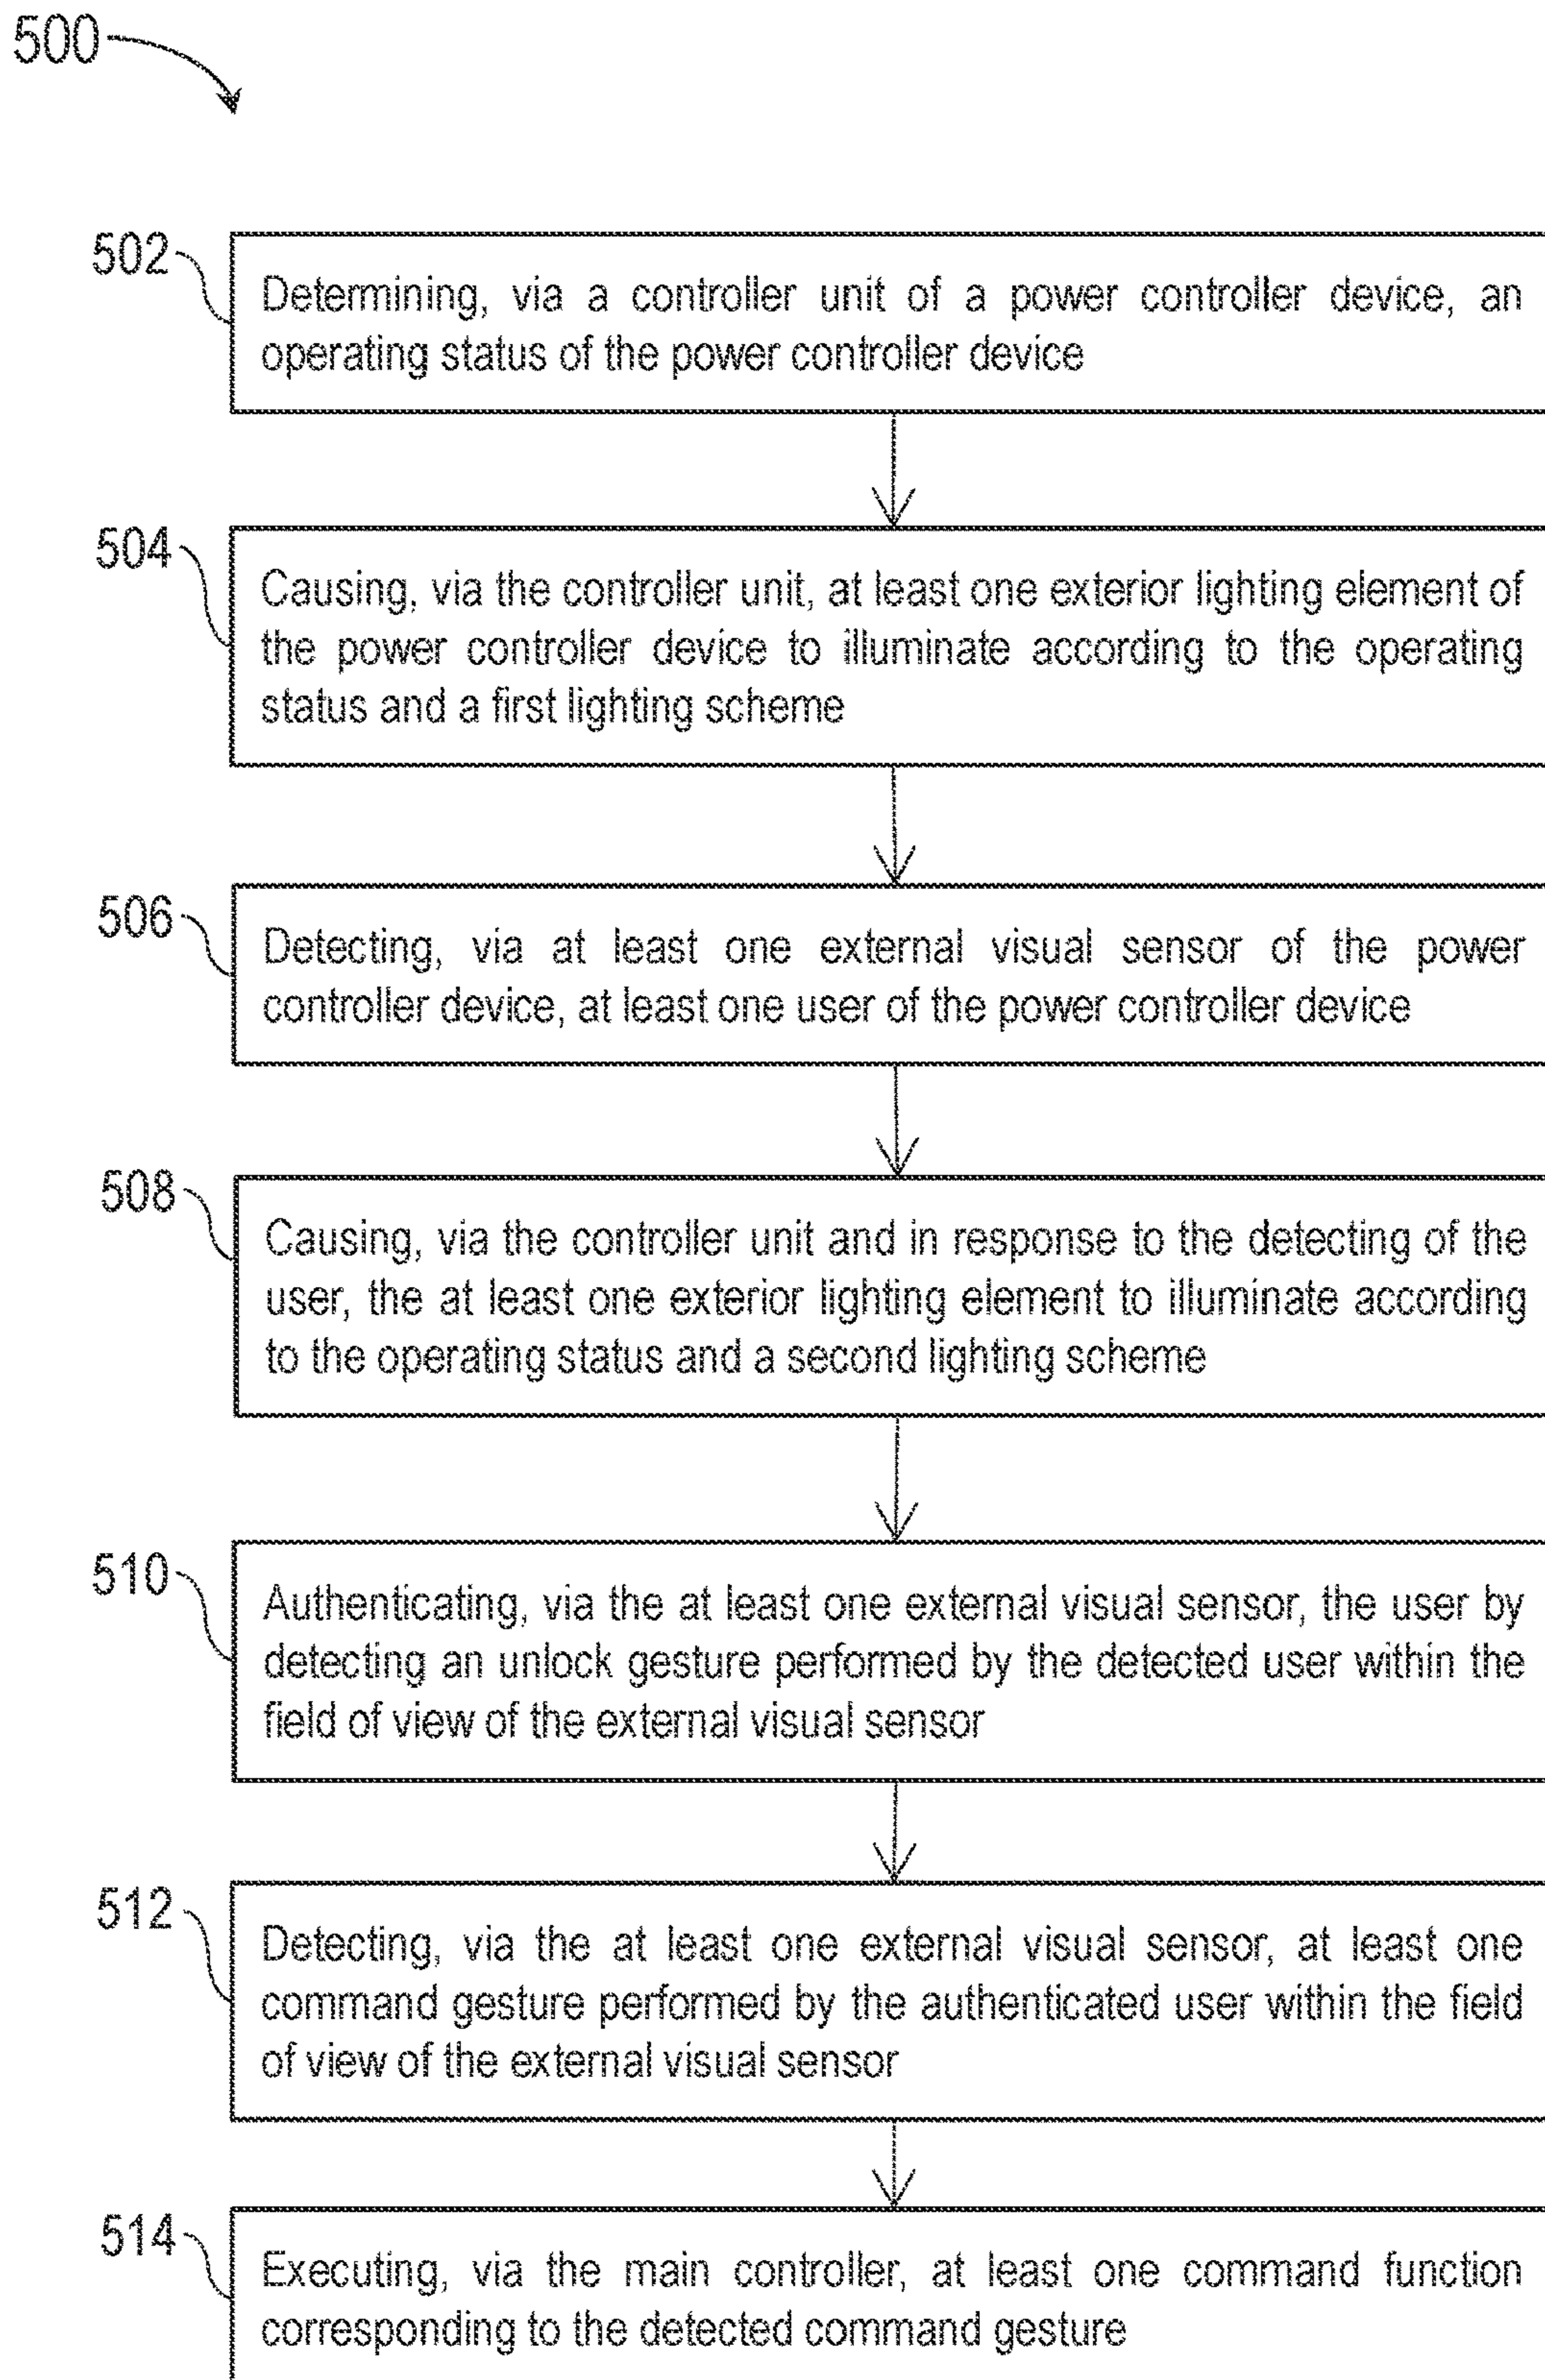 500
502
Determining, via a controller unit of a power controller device, an
operating status of the power controller device
504
Causing, via the controller unit, at least one exterior lighting element of
the power controller device to illuminate according to the operating
status and a first lighting scheme
506
Detecting, via at least one external visual sensor of the power
controller device, at least one user of the power controller device
508
Causing, via the controller unit and in response to the detecting of the
user, the at least one exterior lighting element to illuminate according
to the operating status and a second lighting scheme
510
Authenticating, via the at least one external visual sensor, the user by
detecting an unlock gesture performed by the detected user within the
field of view of the external visual sensor
512
Detecting, via the at least one external visual sensor, at least one
command gesture performed by the authenticated user within the field
of view of the external visual sensor
514
Executing, via the main controller, at least one command function
corresponding to the detected command gesture